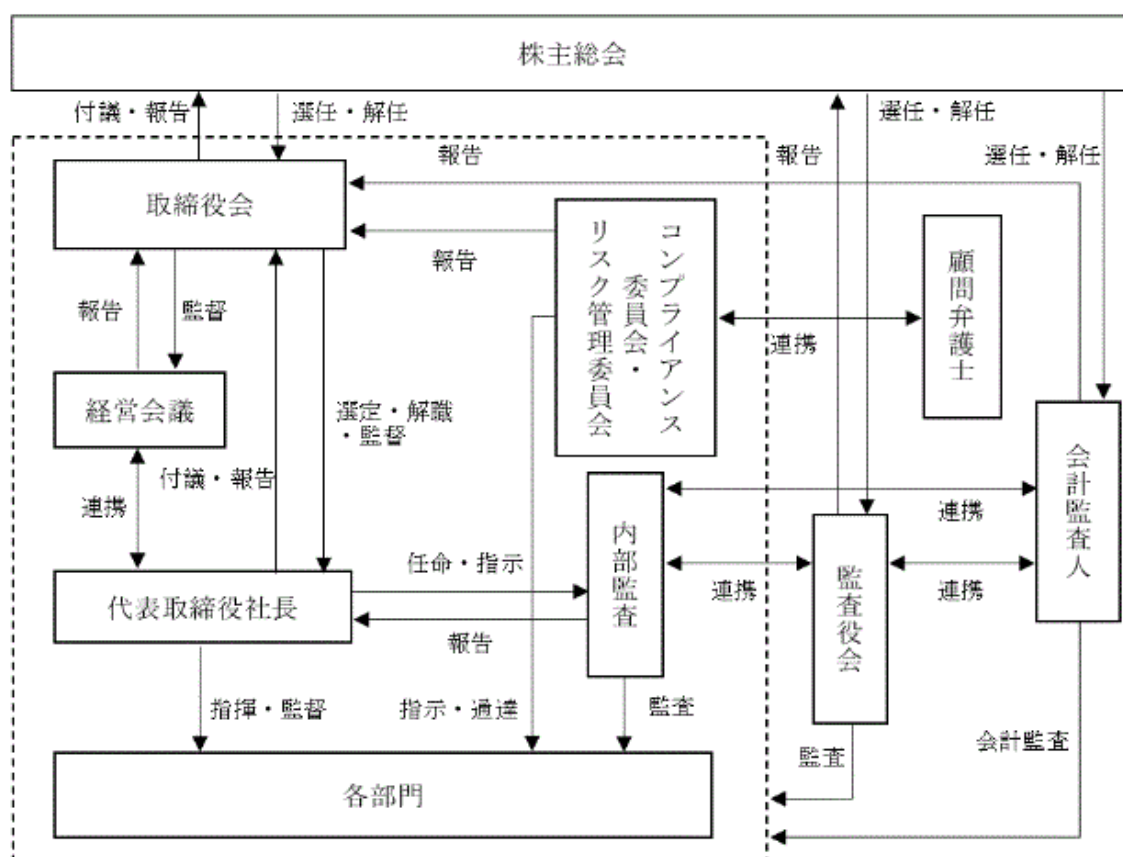 株主総会
付議・報告
選任・解任
報告
選任・解任
選任・解任
報告
取締役会
報告
コンプライアンス
委員会・
リスク管理委員会
顧問弁護士
連携
報告
監督
経営会議
選定・解職
・監督
付議・報告
連携
会計監査人
連携
内部監査
連携
監査役会
連携
任命・指示
代表取締役社長
報告
指揮・監督
指示・通達
監査
監査
会計監査
各部門